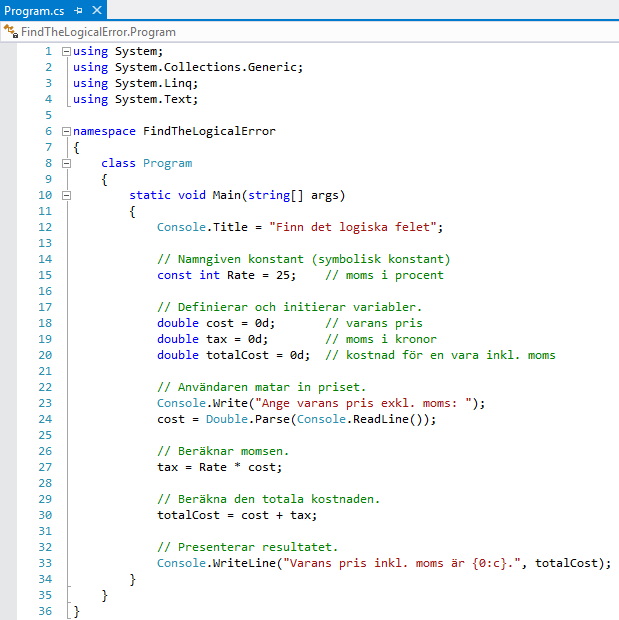 Program.cs
FindTheLogicalError.Program
1 using System;
2 using System.Collections.Generic;
3 using System.Linq;
4 using System.Text;
5
6 namespace FindTheLogicalError
7 {
8     class Program
9     {
10         static void Main(string[] args)
11         {
12             Console.Title = "Finn det logiska felet";
13
14             // Namngiven konstant (symbolisk konstant)
15             const int Rate = 25;    // moms i procent
16
17             // Definierar och initierar variabler.
18             double cost = 0d;       // varans pris
19             double tax = 0d;        // moms i kronor
20             double totalCost = 0d;  // kostnad för en vara inkl. moms
21
22             // Användaren matar in priset.
23             Console.Write("Ange varans pris exkl. moms: ");
24             cost = Double.Parse(Console.ReadLine());
25
26             // Beräknar momsen.
27             tax = Rate * cost;
28
29             // Beräkna den totala kostnaden.
30             totalCost = cost + tax;
31
32             // Presenterar resultatet.
33             Console.WriteLine("Varans pris inkl. moms är {0:c}.", totalCost);
34         }
35     }
36 }